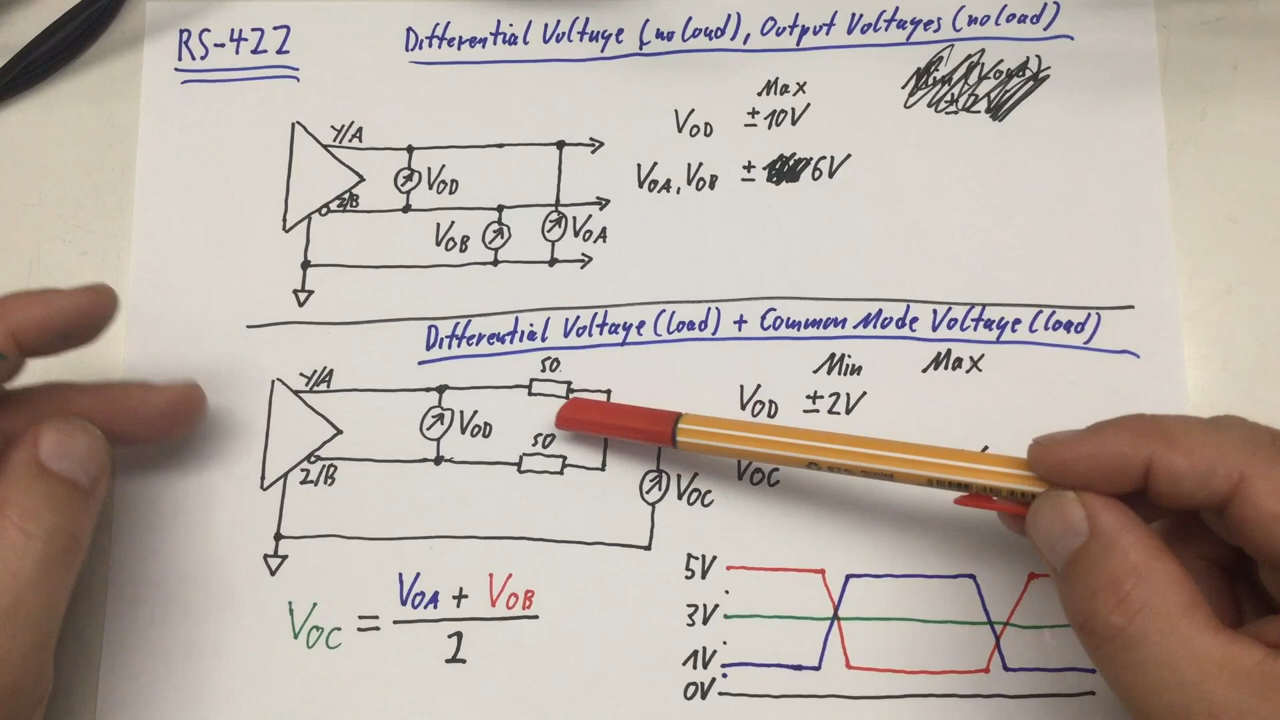 RS-422
Differential Voltage (no load), Output Voltages (no load)
Max
VOD ±10V
VOA, VOB ± 6V
Y/A
VOD
Z/B
VOB
VOA
Differential Voltage (load) + Common Mode Voltage (load)
Min Max
VOD ±2V
VOC
Y/A
50
VOD
50
Z/B
VOC
VOC = VOA + VOB
2
5V
3V
1V
0V